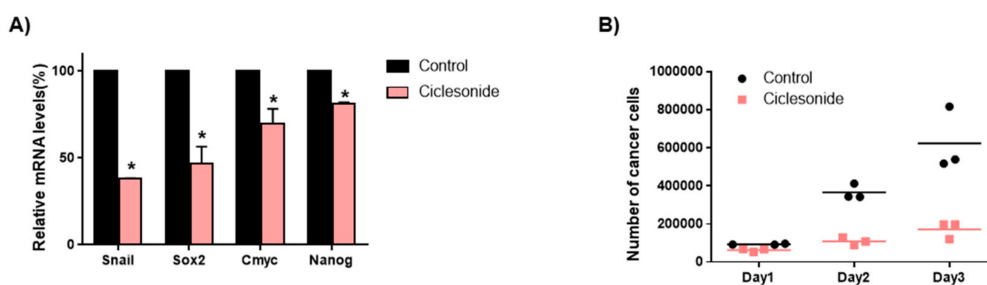 A)
Relative mRNA levels(%)
100
50
0
* * * *
Snail Sox2 Cmyc Nanog
Control
Ciclesonide
B)
Number of cancer cells
1000000
800000
600000
400000
200000
0
Control
Ciclesonide
Day1 Day2 Day3